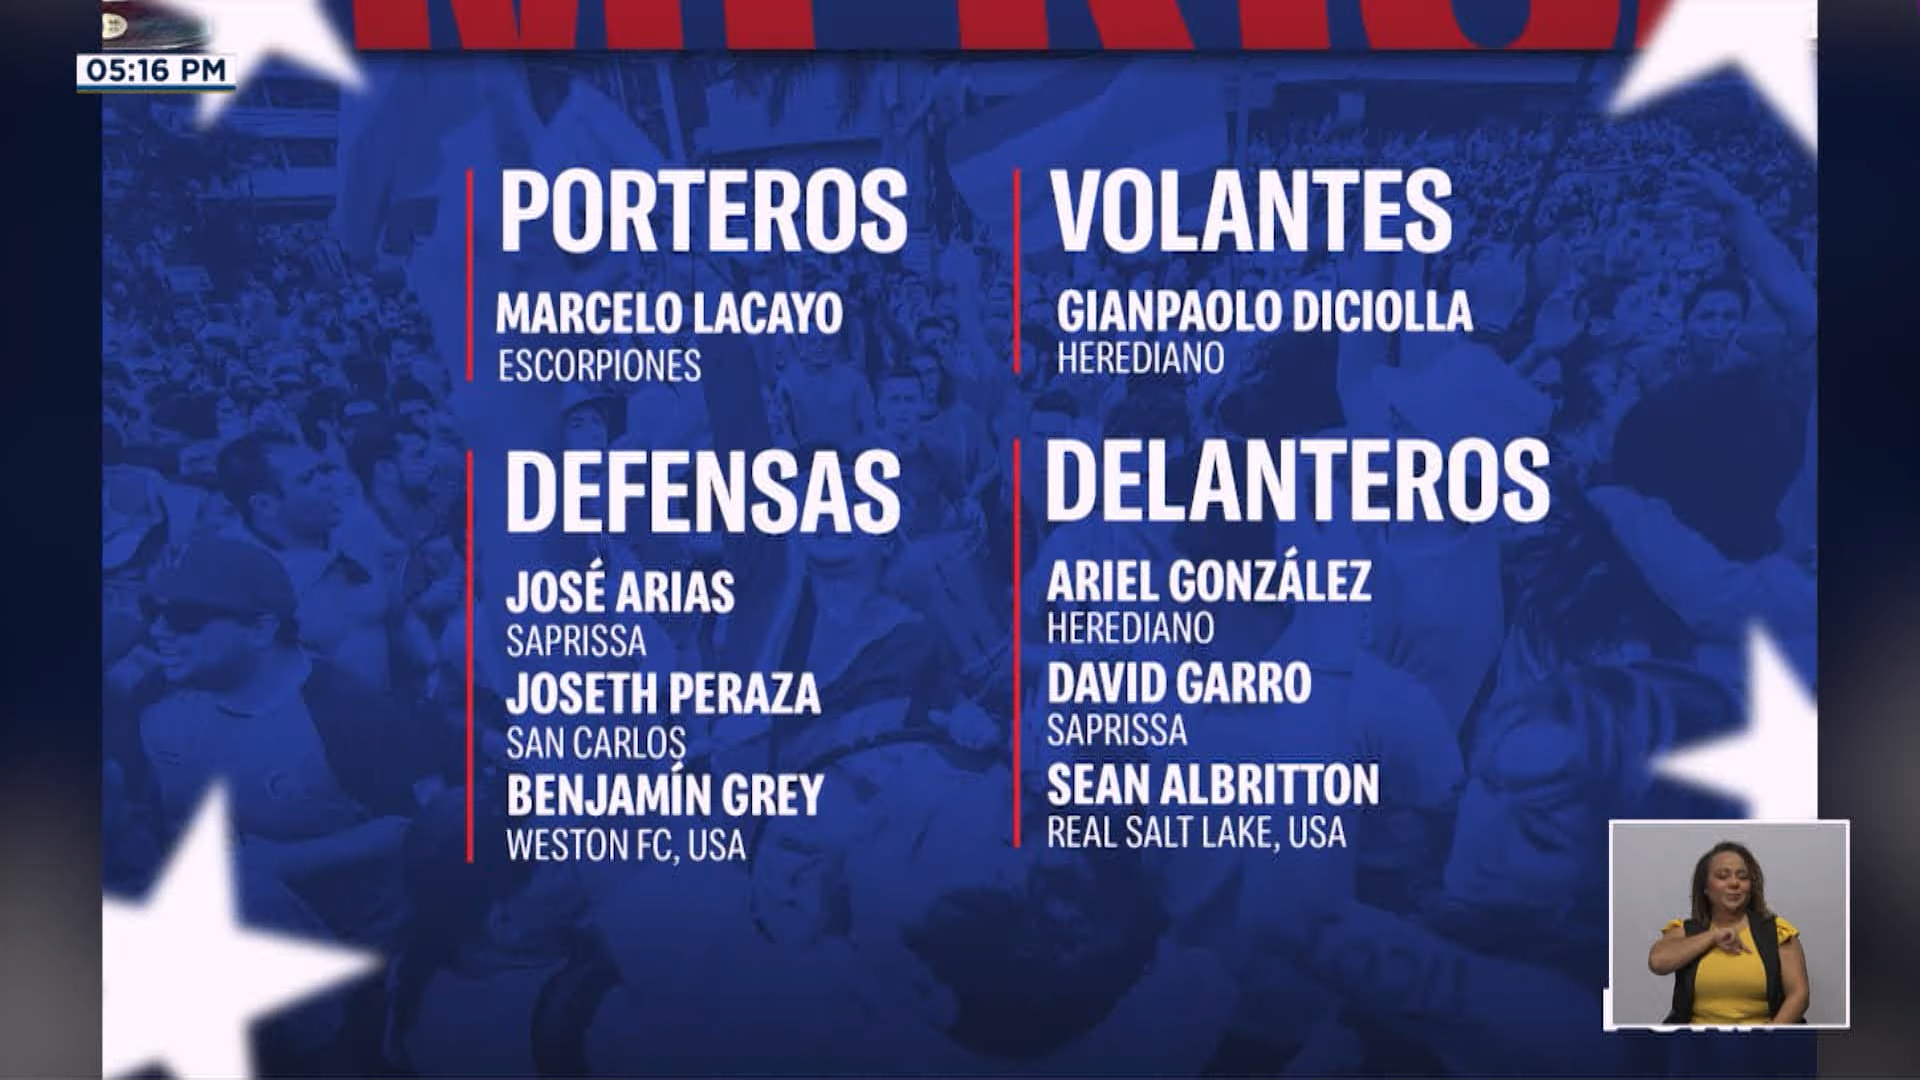 05:16 PM
PORTEROS
MARCELO LACAYO
ESCORPIONES
DEFENSAS
JOSÉ ARIAS
SAPRISSA
JOSETH PERAZA
SAN CARLOS
BENJAMÍN GREY
WESTON FC, USA
VOLANTES
GIANPAOLO DICIOLLA
HEREDIANO
DELANTEROS
ARIEL GONZÁLEZ
HEREDIANO
DAVID GARRO
SAPRISSA
SEAN ALBRITTON
REAL SALT LAKE, USA